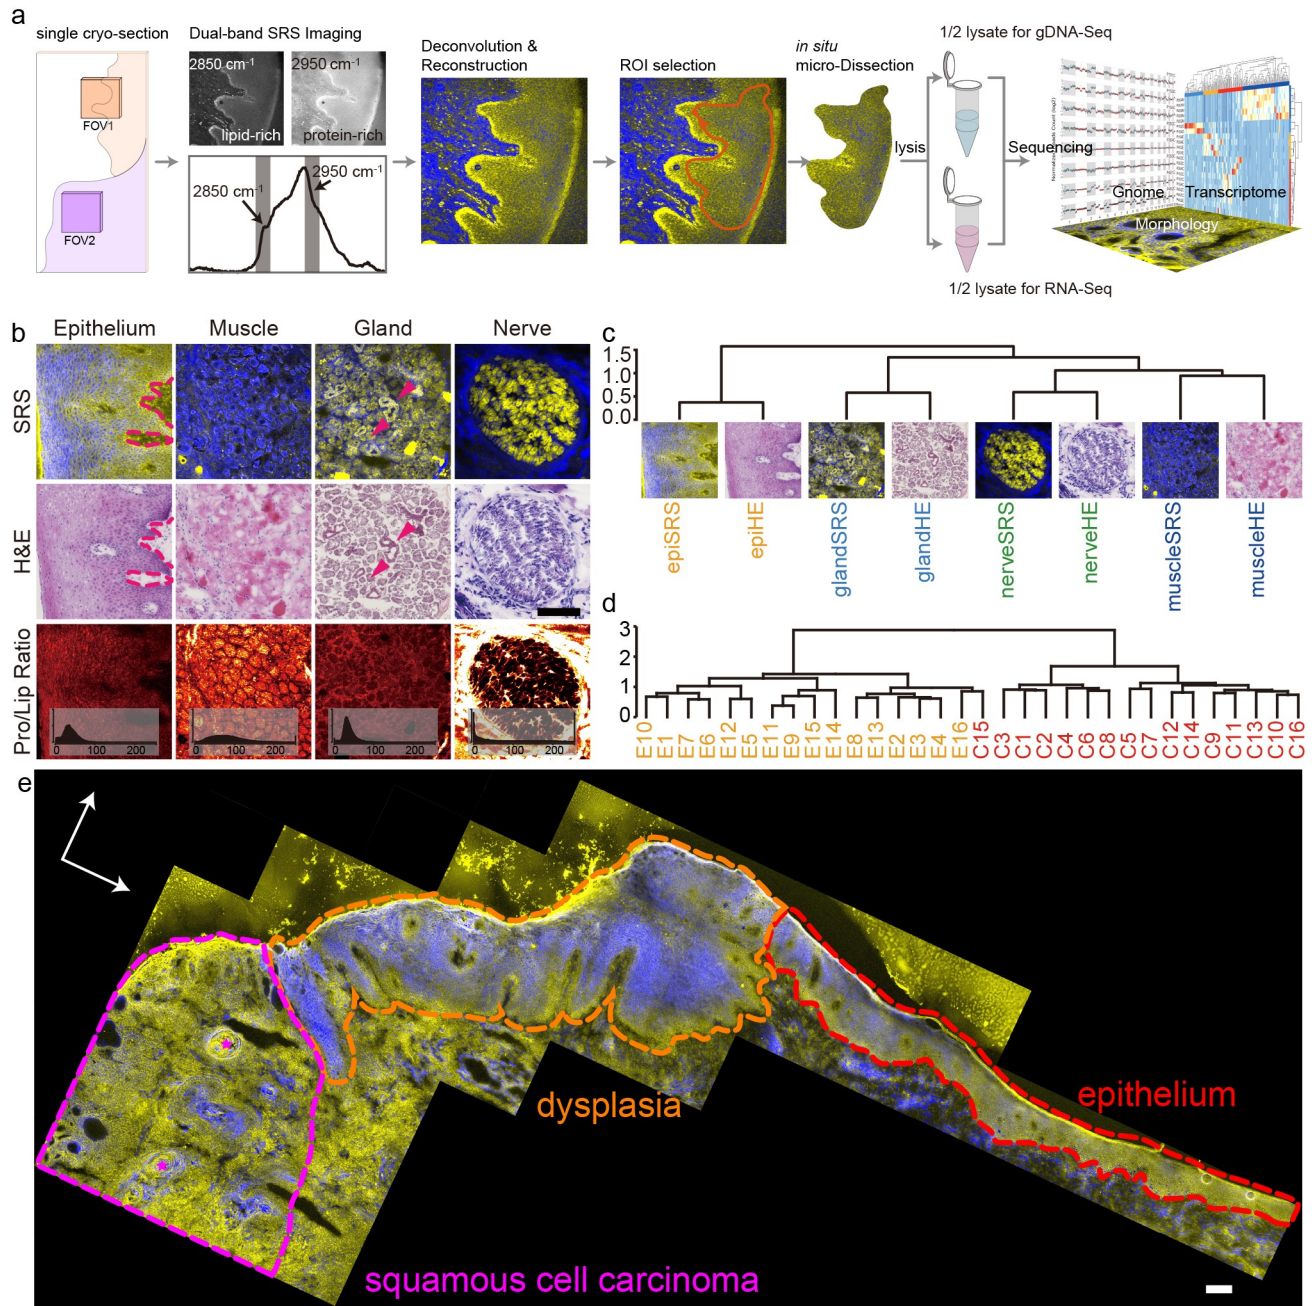 a
single cryo-section
FOV1
FOV2
Dual-band SRS Imaging
2850 cm-1
lipid-rich
2950 cm-1
protein-rich
2850 cm-1
2950 cm-1
Deconvolution &
Reconstruction
ROI selection
in situ
micro-Dissection
lysis
1/2 lysate for gDNA-Seq
1/2 lysate for RNA-Seq
Sequencing
Gnome
Transcriptome
Morphology
b
Epithelium
Muscle
Gland
Nerve
SRS
H&E
Pro/Lip Ratio
0 100 200
0 100 200
0 100 200
0 100 200
c
1.5
1.0
0.5
0.0
epiSRS
epiHE
glandSRS
glandHE
nerveSRS
nerveHE
muscleSRS
muscleHE
d
3
2
1
0
E10
E1
E7
E6
E12
E5
E11
E9
E15
E14
E8
E13
E2
E3
E4
E16
C15
C3
C1
C2
C4
C6
C8
C5
C7
C12
C14
C9
C11
C13
C10
C16
e
dysplasia
epithelium
squamous cell carcinoma